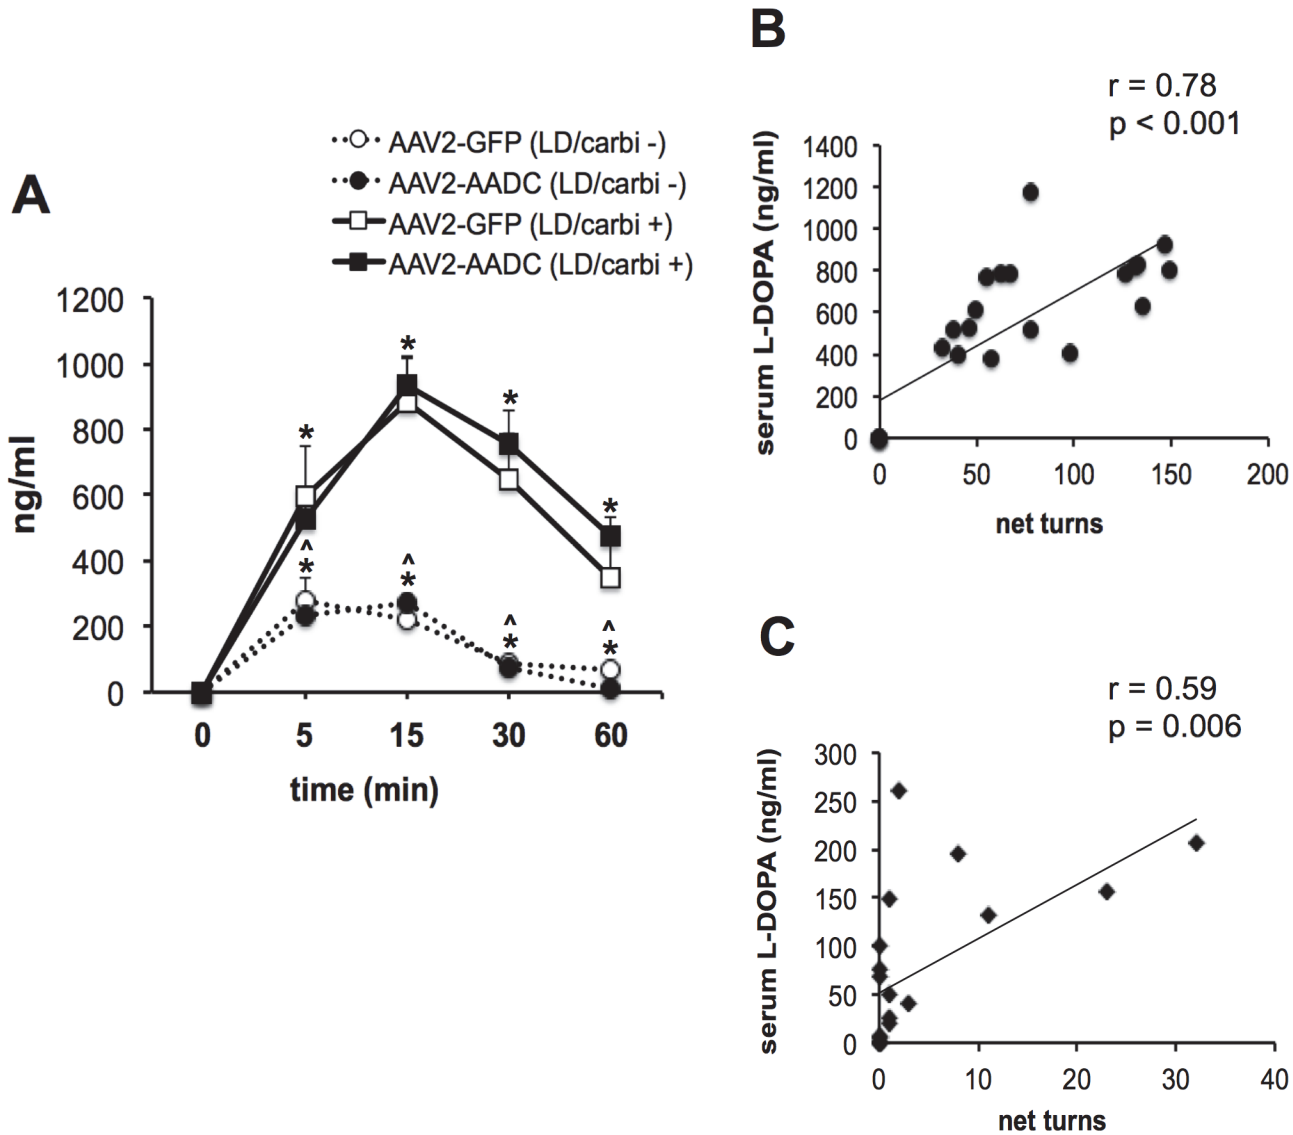 A
AAV2-GFP (LD/carbi -)
AAV2-AADC (LD/carbi -)
AAV2-GFP (LD/carbi +)
AAV2-AADC (LD/carbi +)
1200
1000
800
600
400
200
0
ng/ml
*
*
*
*
^
*
^
*
^
*
^
*
0 5 15 30 60
time (min)
B
r = 0.78
p < 0.001
serum L-DOPA (ng/ml)
1400
1200
1000
800
600
400
200
0
0 50 100 150 200
net turns
C
r = 0.59
p = 0.006
serum L-DOPA (ng/ml)
300
250
200
150
100
50
0
0 10 20 30 40
net turns